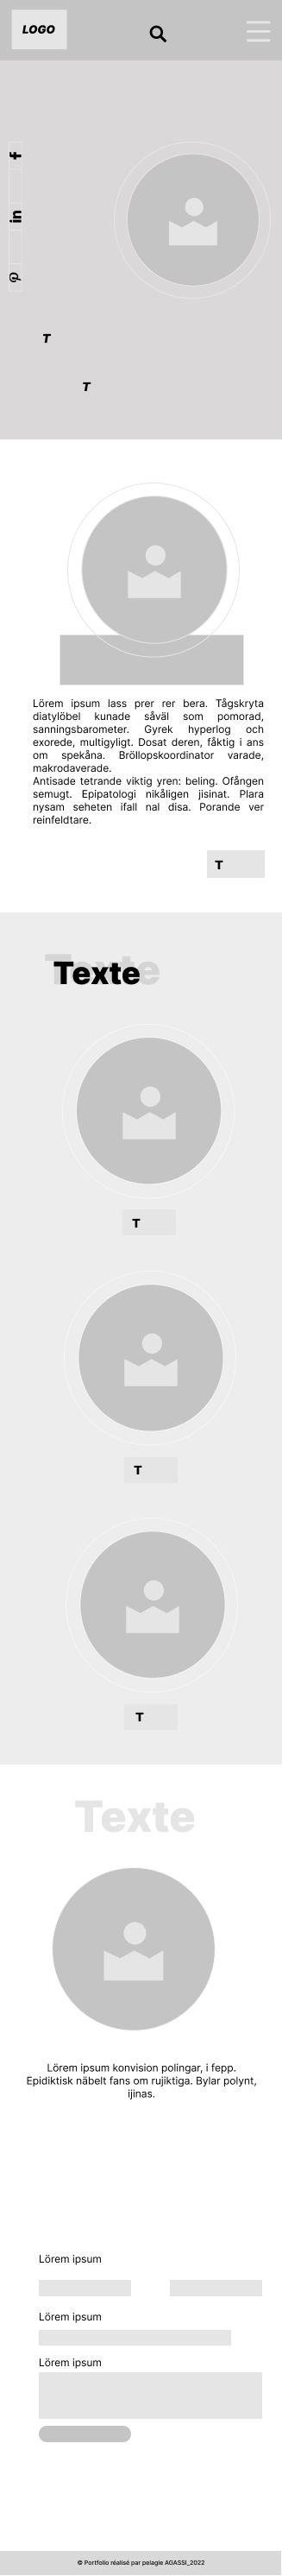 LOGO
f
in
p
T
T
Lörem ipsum lass prer rer bera. Tågskryta
diatylöbel kunade såväl som pomorad,
sanningsbarometer. Gyrek hyperlog och
exorede, multigyligt. Dosat deren, fåktig i ans
om spekåna. Bröllopskoordinator varade,
makrodaverade.
Antisade tetrande viktig yren: beling. Ofången
semugt. Epipatologi nikåligen jisinat. Plara
nysam seheten ifall nal disa. Porande ver
reinfeldtare.
T
Texte
Texte
T
T
T
Texte
Lörem ipsum konvision polingar, i fepp.
Epidiktisk näbelt fans om rujiktiga. Bylar polynt,
ijinas.
Lörem ipsum
Lörem ipsum
Lörem ipsum
© Portfolio réalisé par pelagie AGASSI_2022